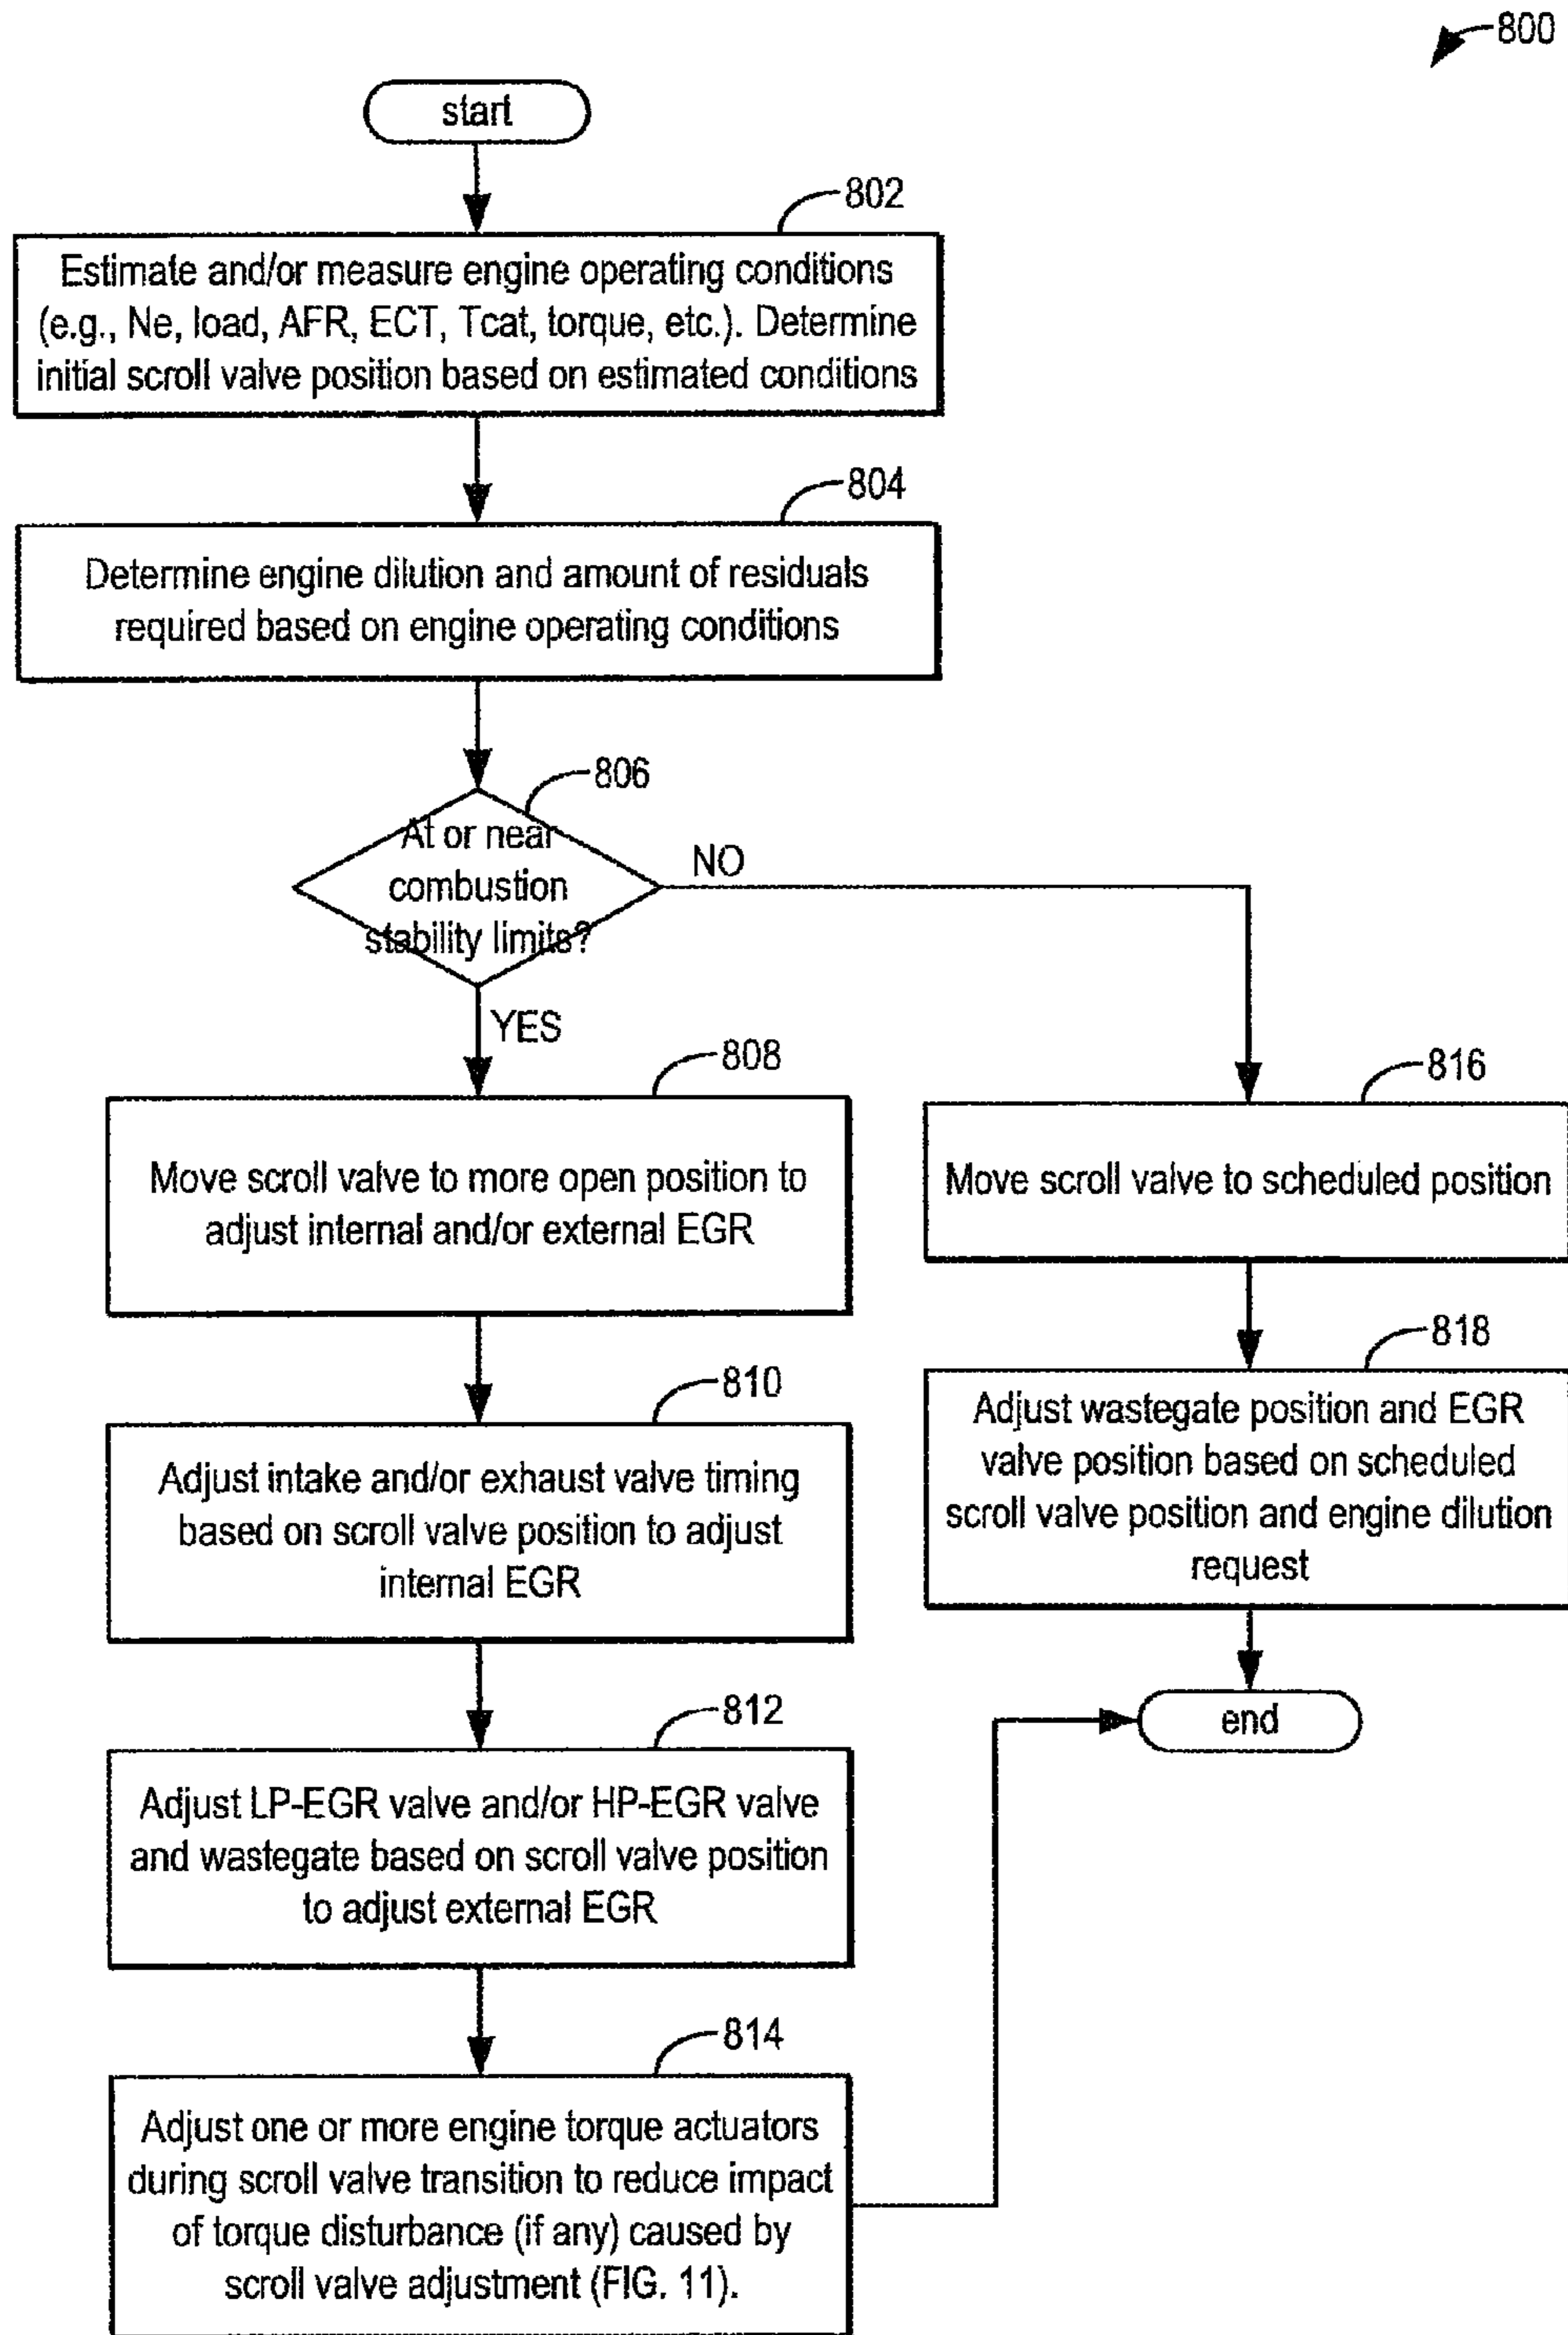 800
start
802
Estimate and/or measure engine operating conditions
(e.g., Ne, load, AFR, ECT, Tcat, torque, etc.). Determine
initial scroll valve position based on estimated conditions
804
Determine engine dilution and amount of residuals
required based on engine operating conditions
806
At or near
combustion
stability limits?
NO
YES
808
Move scroll valve to more open position to
adjust internal and/or external EGR
810
Adjust intake and/or exhaust valve timing
based on scroll valve position to adjust
internal EGR
812
Adjust LP-EGR valve and/or HP-EGR valve
and wastegate based on scroll valve position
to adjust external EGR
814
Adjust one or more engine torque actuators
during scroll valve transition to reduce impact
of torque disturbance (if any) caused by
scroll valve adjustment (FIG. 11).
816
Move scroll valve to scheduled position
818
Adjust wastegate position and EGR
valve position based on scheduled
scroll valve position and engine dilution
request
end